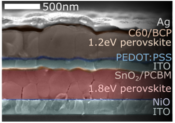 500nm
Ag
C60/BCP
1.2eV perovskite
PEDOT:PSS
ITO
SnO₂/PCBM
1.8eV perovskite
NiO
ITO